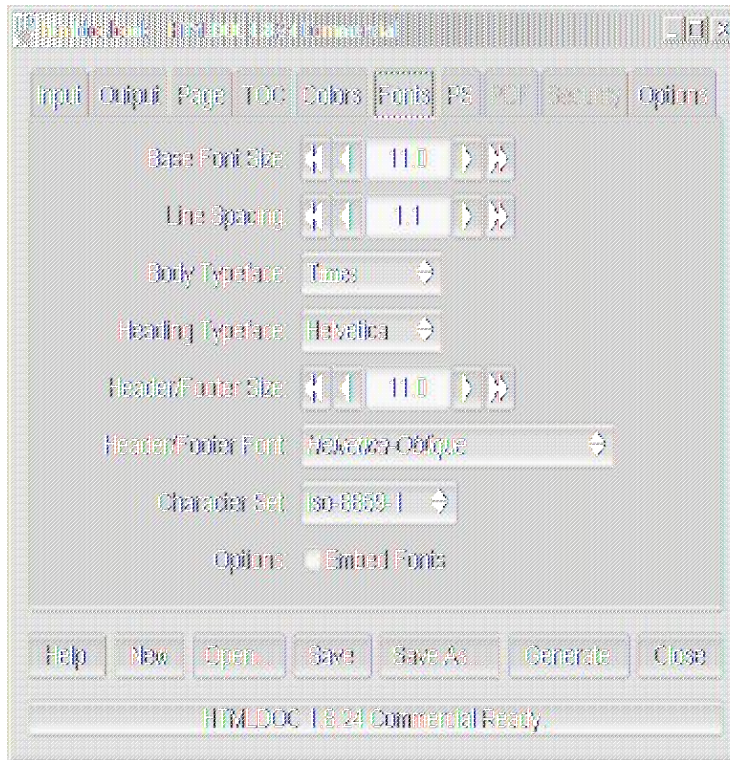 HTMLDOC Commercial
Input Output Page TOC Colors Fonts PS PDF Security Options
Base Font Size: 11.0
Line Spacing: 1.1
Body Typeface: Times
Heading Typeface: Helvetica
Header/Footer Size: 11.0
Header/Footer Font: Helvetica-Oblique
Character Set: iso-8859-1
Options: Embed Fonts
Help New Open... Save Save As... Generate Close
HTMLDOC 1.8.24 Commercial Ready.